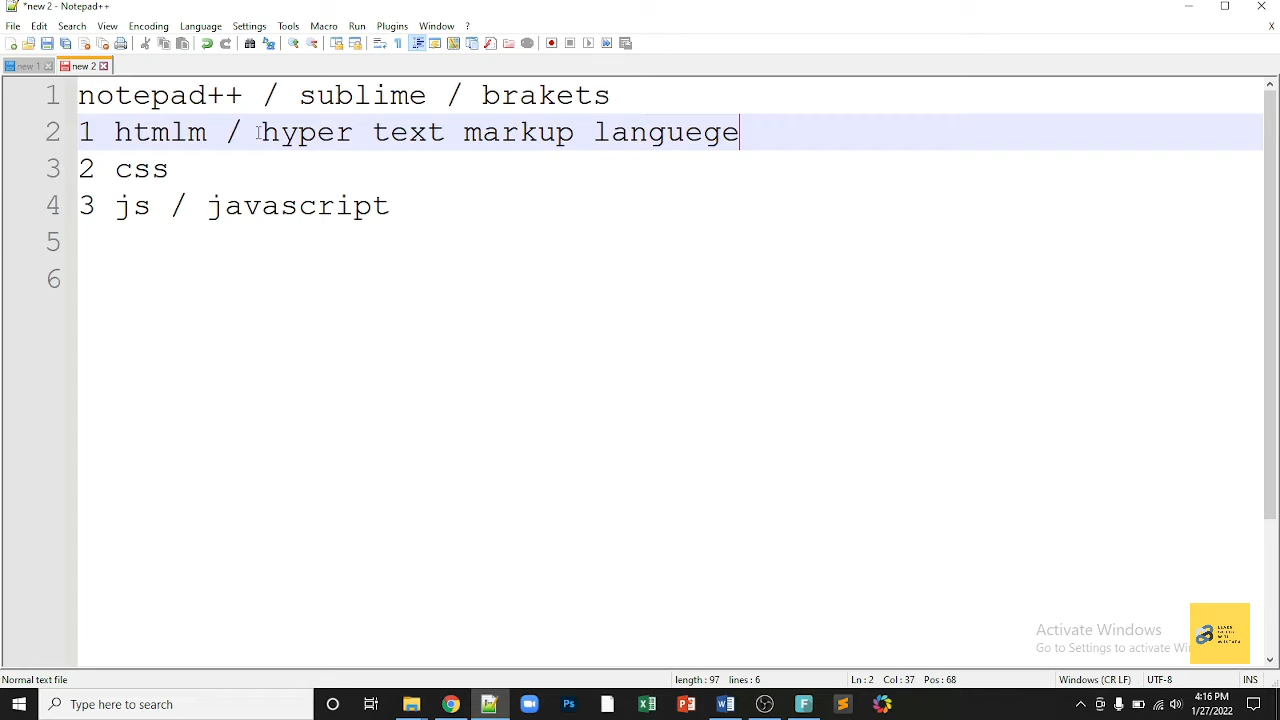 *new 2 - Notepad++
File Edit Search View Encoding Language Settings Tools Macro Run Plugins Window ?
new 1 new 2
1 notepad++ / sublime / brakets
2 1 htmlm / hyper text markup languege
3 2 css
4 3 js / javascript
5
6
Activate Windows
Go to Settings to activate Wi
LEARN
WITH
Normal text file length : 97 lines : 6 Ln : 2 Col : 37 Pos : 68 Windows (CR LF) UTF-8 INS
Type here to search
4:16 PM
1/27/2022